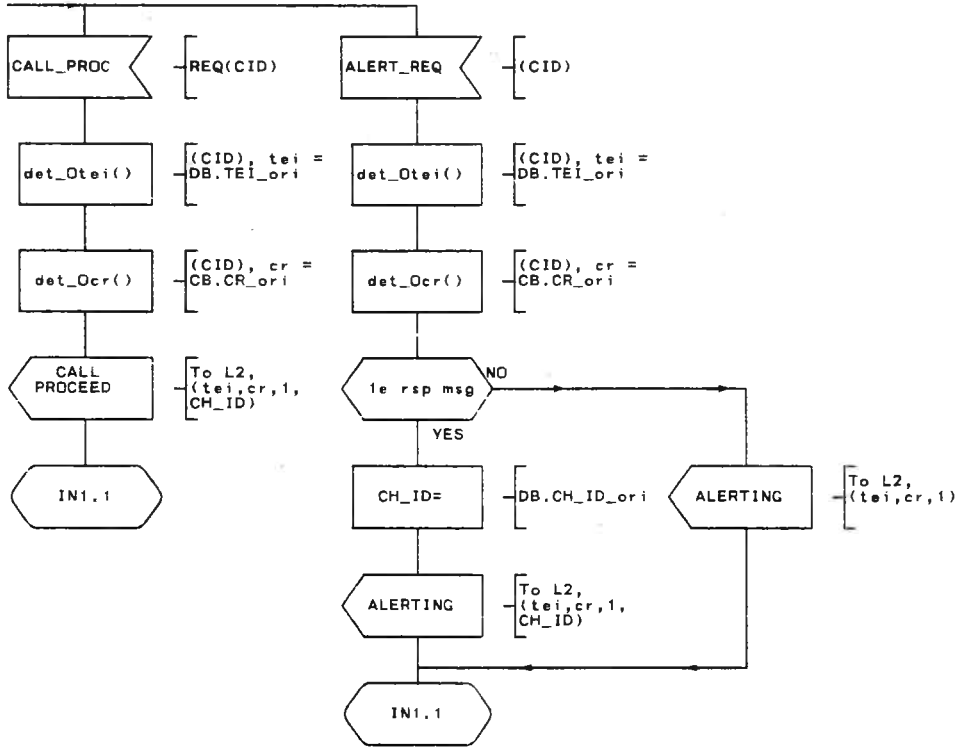 CALL_PROC
REQ(CID)
det_Otei()
(CID), tei =
DB.TEI_ori
det_Ocr()
(CID), cr =
CB.CR_ori
CALL
PROCEED
To L2,
(tei,cr,1,
CH_ID)
IN1.1
ALERT_REQ
(CID)
det_Otei()
(CID), tei =
DB.TEI_ori
det_Ocr()
(CID), cr =
CB.CR_ori
1e rsp msg
NO
YES
CH_ID=
DB.CH_ID_ori
ALERTING
To L2,
(tei,cr,1)
ALERTING
To L2,
(tei,cr,1,
CH_ID)
IN1.1